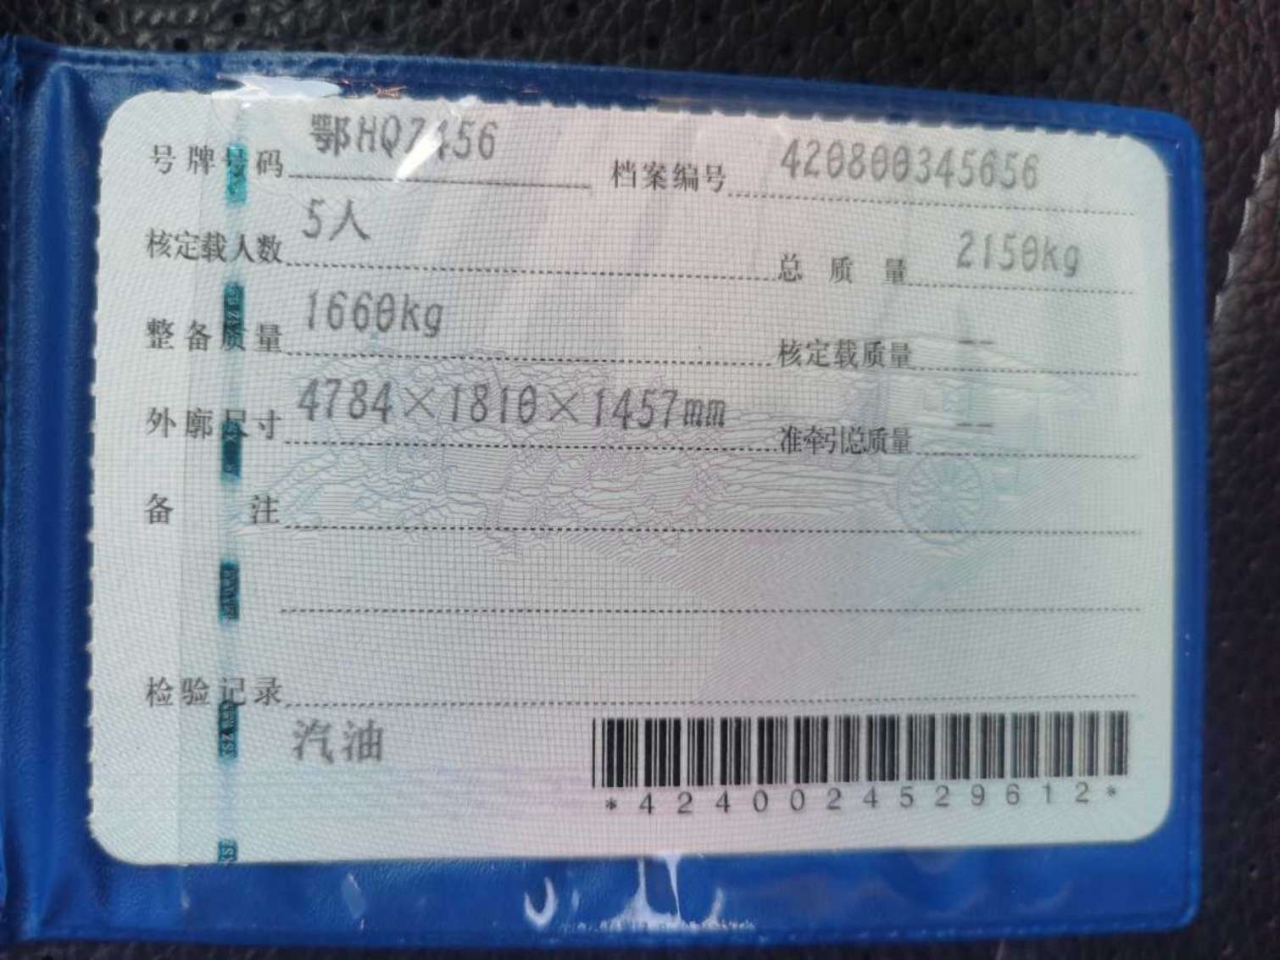 号牌号码 鄂HQ7456 档案编号 420800345656
核定载人数 5人 总质量 2150kg
整备质量 1660kg 核定载质量 --
外廓尺寸 4784×1810×1457mm 准牵引总质量 --
备注
检验记录
汽油
*424002452961 2*